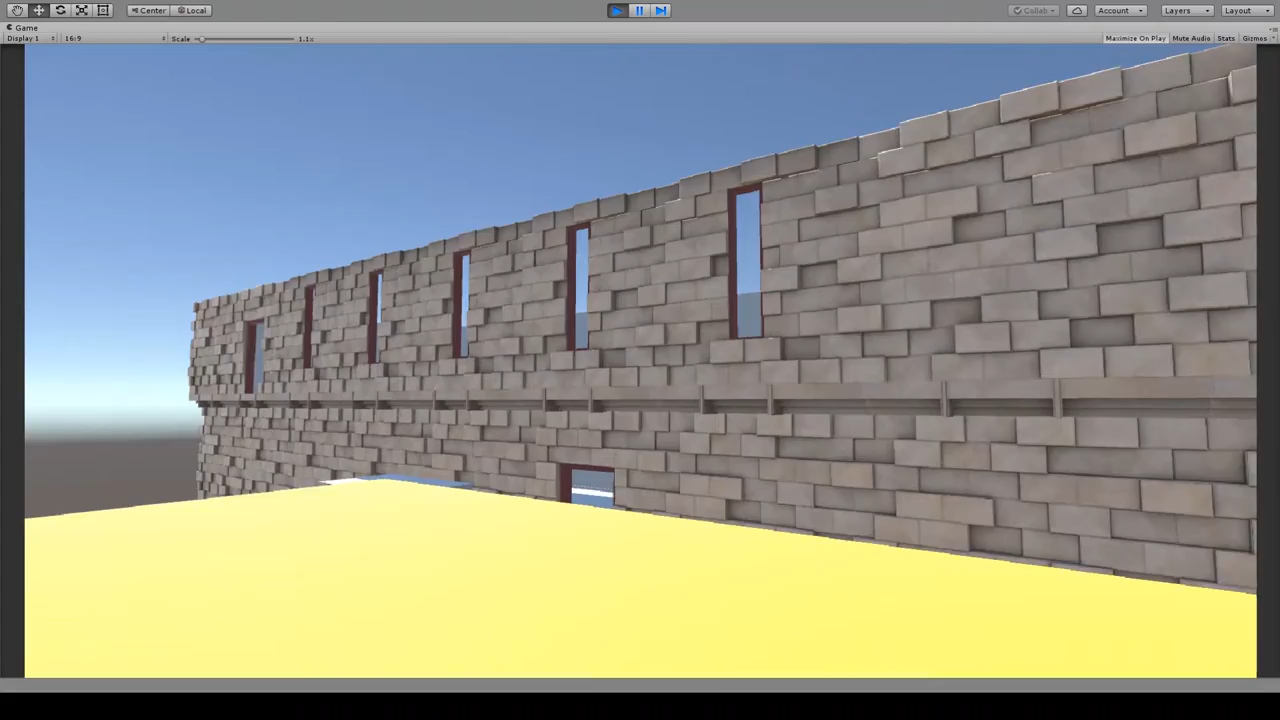 Center Local Collab Account Layers Layout
Game
Display 1 16:9 Scale 1.1x Maximize On Play Mute Audio Stats Gizmos